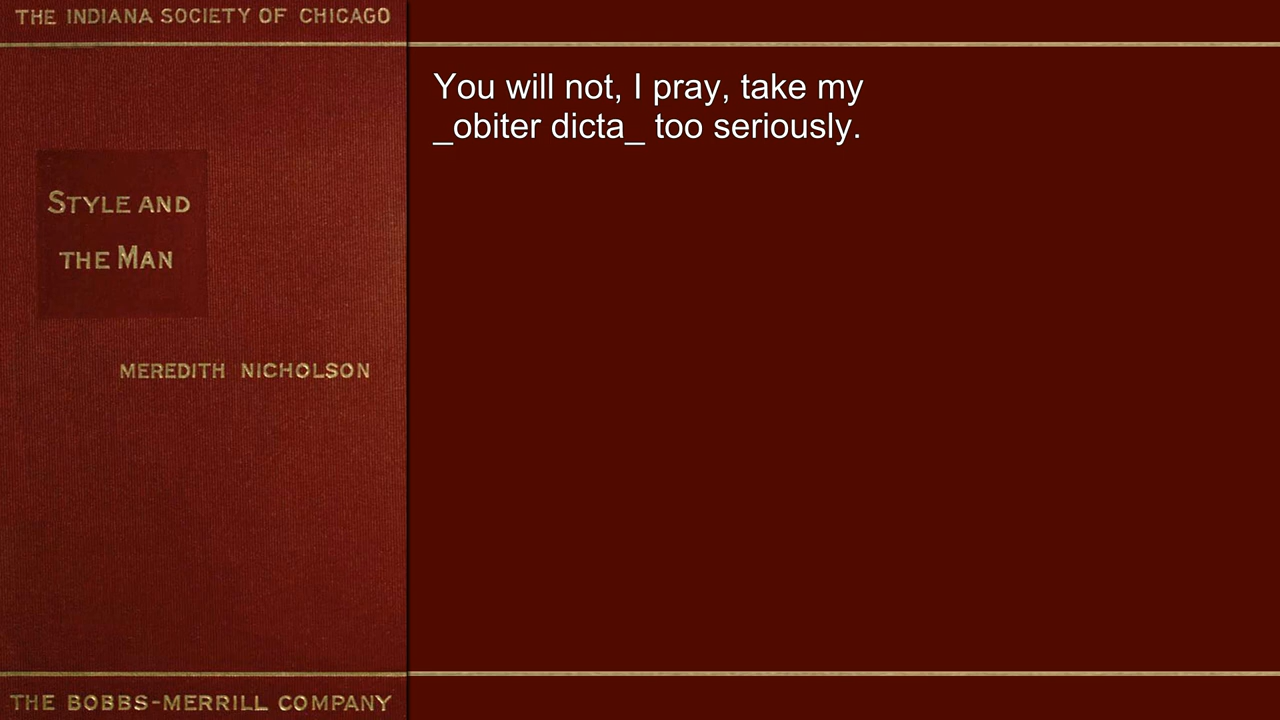 THE INDIANA SOCIETY OF CHICAGO
STYLE AND
THE MAN
MEREDITH NICHOLSON
THE BOBBS-MERRILL COMPANY
You will not, I pray, take my
_obiter dicta_ too seriously.